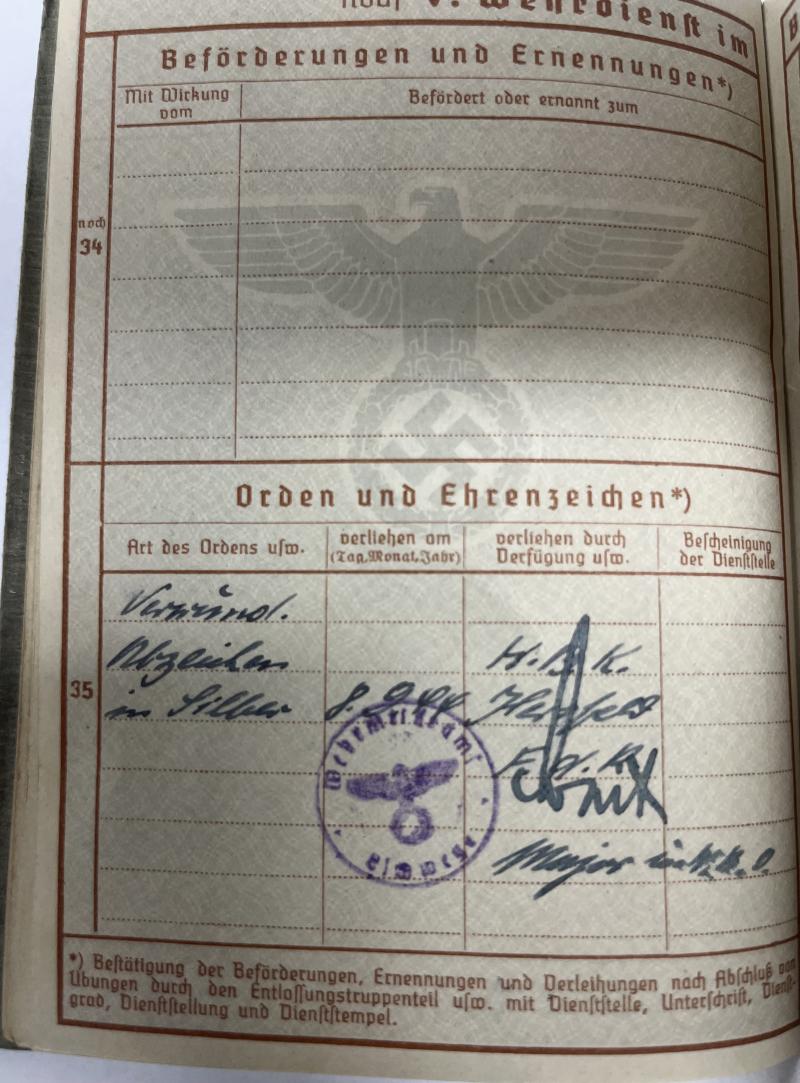 V. Wehrdienst im
Beförderungen und Ernennungen*)
Mit Wirkung vom
Befördert oder ernannt zum
noch
34
Orden und Ehrenzeichen*)
Art des Ordens usw.
verliehen am
(Tag, Monat, Jahr)
verliehen durch
Verfügung usw.
Bescheinigung
der Dienststelle
35
Verwund.
Abzeichen
in Silber
8.9.44
W.B.K.
Hersfeld
F.d.R.
Major im W.K.O.
Wehrmeldeamt
*) Bestätigung der Beförderungen, Ernennungen und Verleihungen nach Abschluß von
Übungen durch den Entlassungstruppenteil usw. mit Dienststelle, Unterschrift, Dienst-
grad, Dienststellung und Dienststempel.